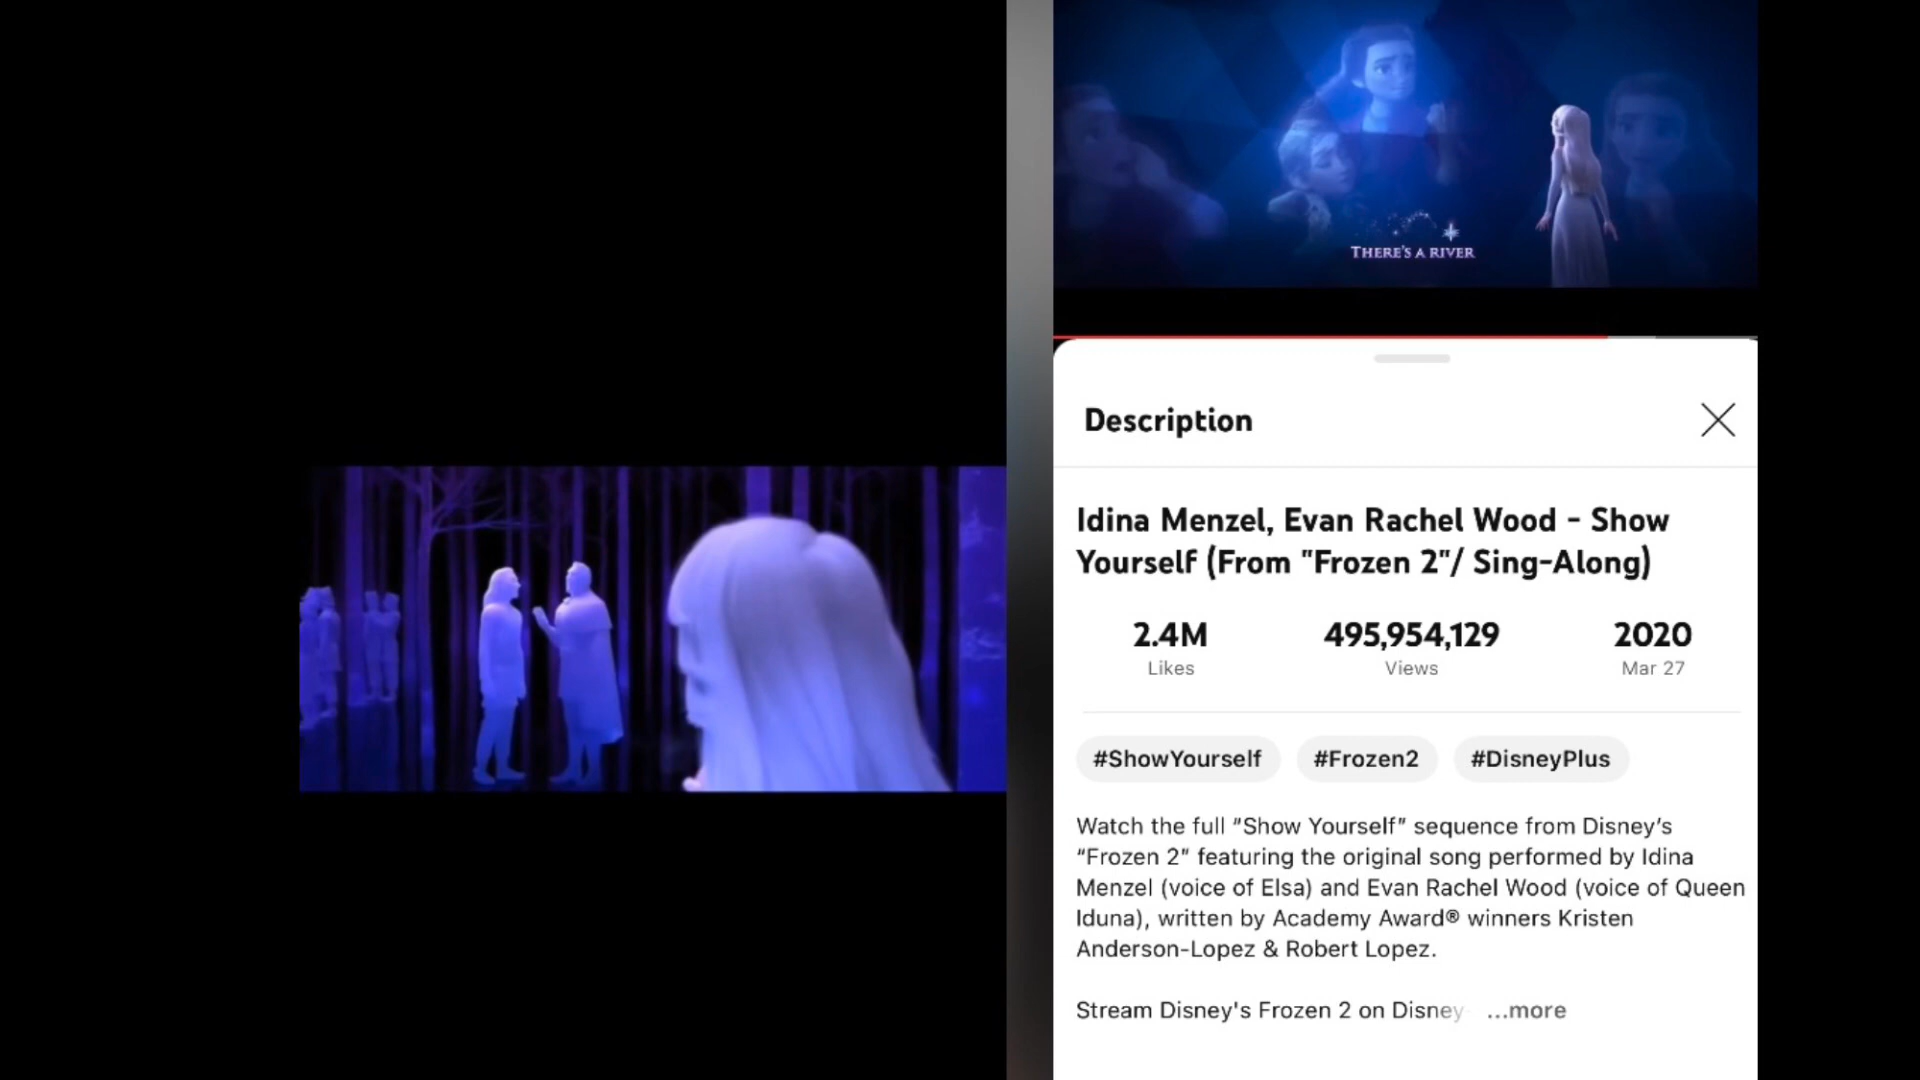 THERE'S A RIVER
Description
Idina Menzel, Evan Rachel Wood - Show
Yourself (From "Frozen 2"/ Sing-Along)
2.4M 495,954,129 2020
Likes Views Mar 27
#ShowYourself #Frozen2 #DisneyPlus
Watch the full “Show Yourself” sequence from Disney’s
“Frozen 2” featuring the original song performed by Idina
Menzel (voice of Elsa) and Evan Rachel Wood (voice of Queen
Iduna), written by Academy Award® winners Kristen
Anderson-Lopez & Robert Lopez.
Stream Disney's Frozen 2 on Disney ...more